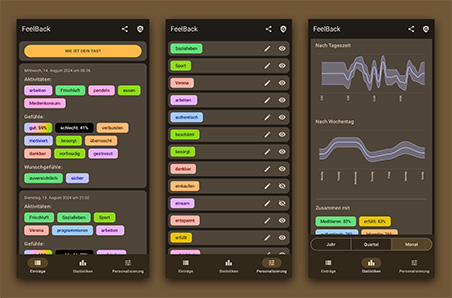 FeelBack
WIE IST DEIN TAG?
Mittwoch, 14. August 2024 um 08:36
Aktivitäten:
arbeiten
Frischluft
pendeln
essen
Medienkonsum
Gefühle:
gut: 59%
schlecht: 41%
verbunden
motiviert
besorgt
überrascht
dankbar
vorfreudig
gestresst
Wunschgefühle:
zuversichtlich
sicher
Dienstag, 13. August 2024 um 21:02
Aktivitäten:
Frischluft
Sozialleben
Sport
Verena
programmieren
arbeiten
Gefühle:
Einträge
Statistiken
Personalisierung
FeelBack
Sozialleben
Sport
Verena
arbeiten
authentisch
beschämt
besorgt
dankbar
einkaufen
einsam
entspannt
erfüllt
Einträge
Statistiken
Personalisierung
FeelBack
Nach Tageszeit
Nach Wochentag
Zusammen mit
Meditieren: 83%
erfüllt: 83%
Jahr
Quartal
Monat
Einträge
Statistiken
Personalisierung